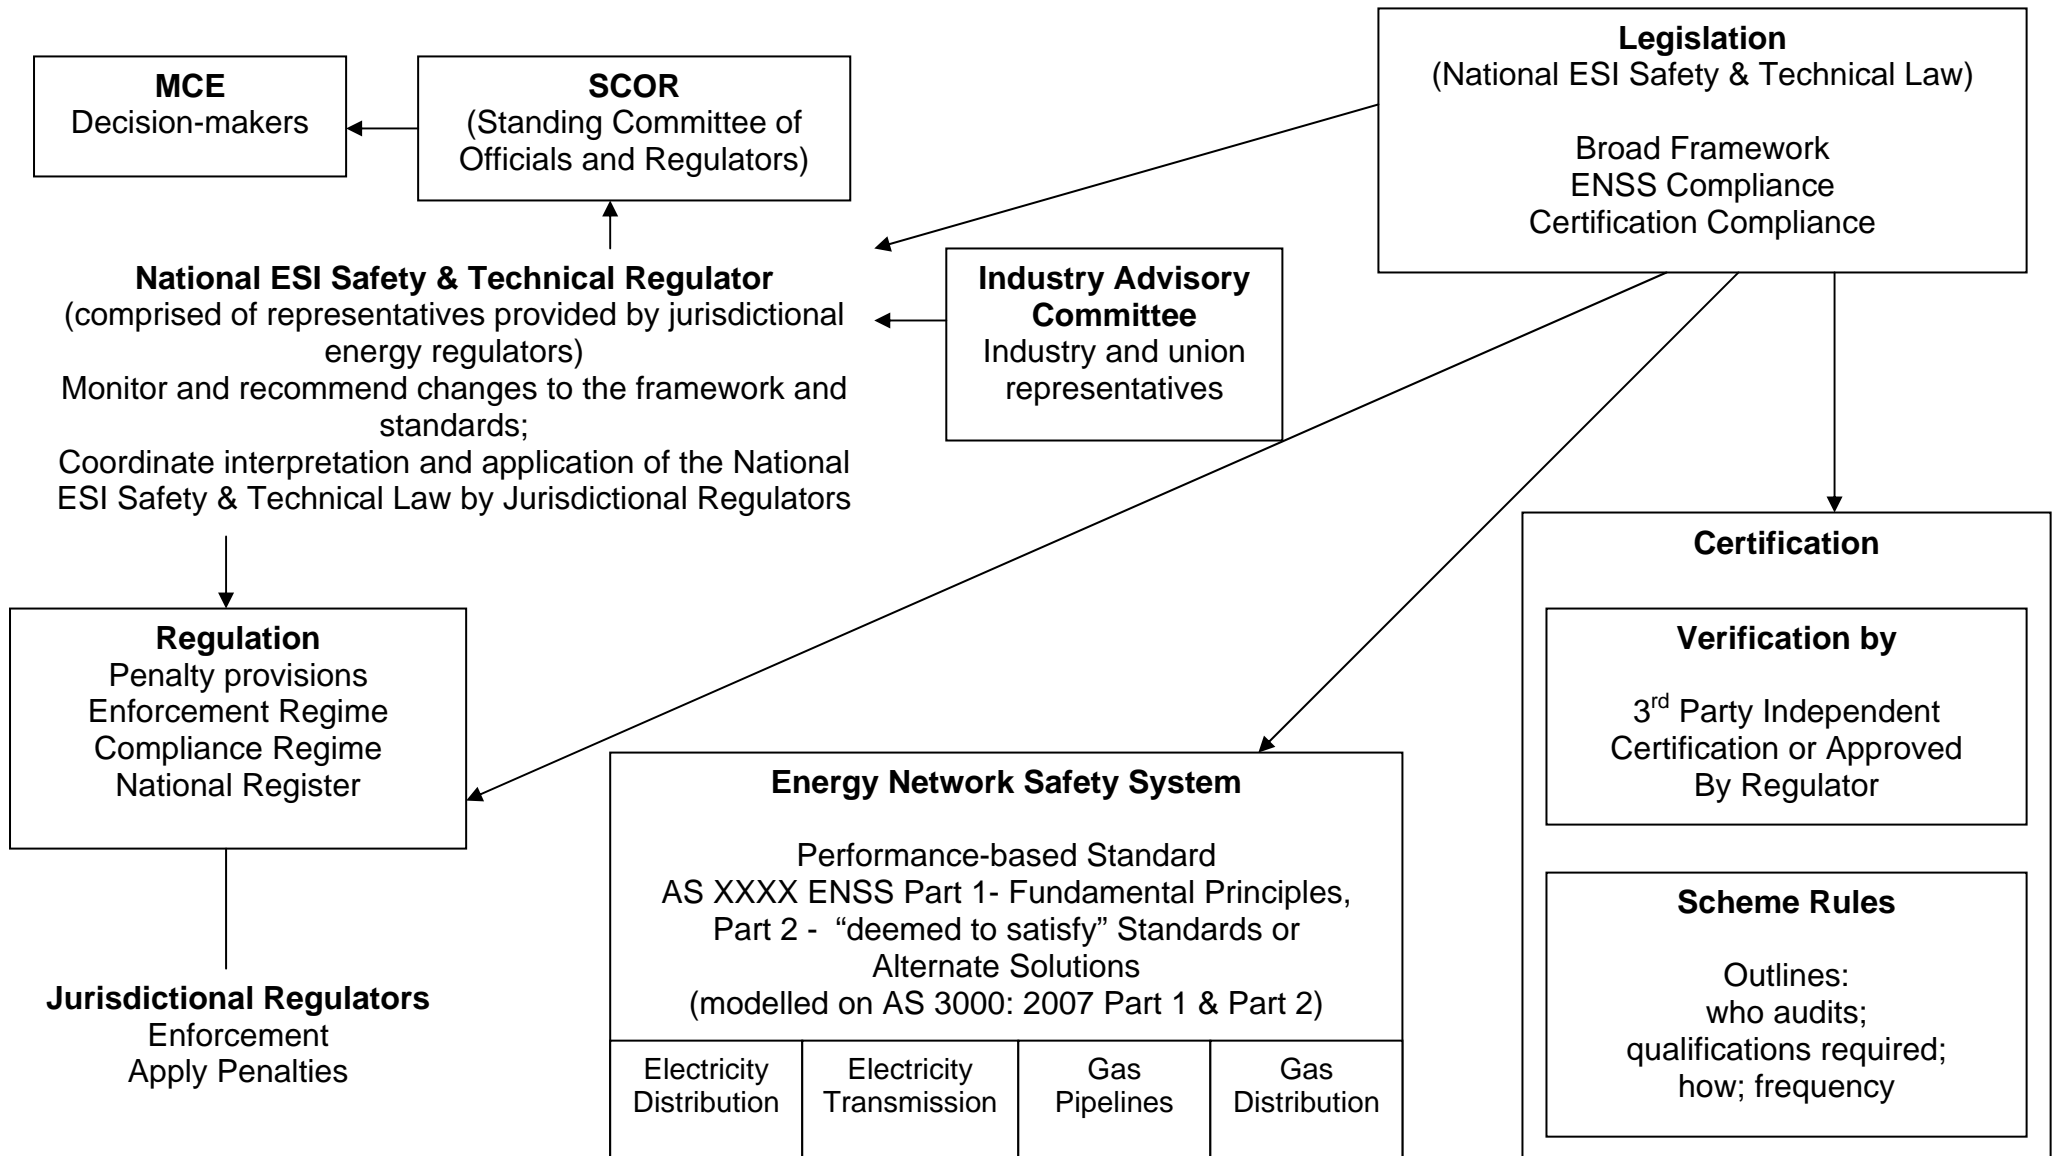 MCE
Decision-makers
SCOR
(Standing Committee of
Officials and Regulators)
Legislation
(National ESI Safety & Technical Law)
Broad Framework
ENSS Compliance
Certification Compliance
National ESI Safety & Technical Regulator
(comprised of representatives provided by jurisdictional
energy regulators)
Monitor and recommend changes to the framework and
standards;
Coordinate interpretation and application of the National
ESI Safety & Technical Law by Jurisdictional Regulators
Industry Advisory
Committee
Industry and union
representatives
Regulation
Penalty provisions
Enforcement Regime
Compliance Regime
National Register
Jurisdictional Regulators
Enforcement
Apply Penalties
Energy Network Safety System
Performance-based Standard
AS XXXX ENSS Part 1- Fundamental Principles,
Part 2 -  “deemed to satisfy” Standards or
Alternate Solutions
(modelled on AS 3000: 2007 Part 1 & Part 2)
Electricity
Distribution
Electricity
Transmission
Gas
Pipelines
Gas
Distribution
Certification
Verification by
3rd Party Independent
Certification or Approved
By Regulator
Scheme Rules
Outlines:
who audits;
qualifications required;
how; frequency